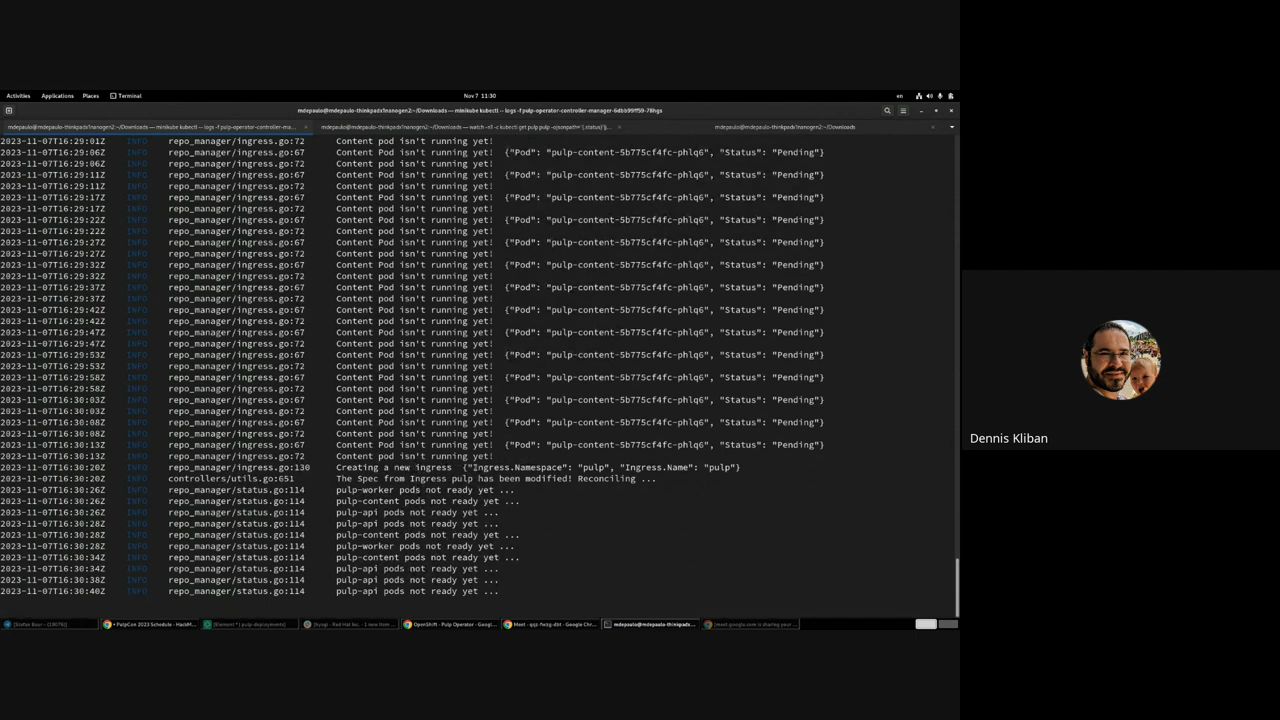 Activities Applications Places Terminal Nov 7 11:30 en
mdepaulo@mdepaulo-thinkpadx1nanogen2:~/Downloads — minikube kubectl -- logs -f pulp-operator-controller-manager-6dbb99ff59-78hgs
mdepaulo@mdepaulo-thinkpadx1nanogen2:~/Downloads — minikube kubectl -- logs -f pulp-operator-controller-ma... mdepaulo@mdepaulo-thinkpadx1nanogen2:~/Downloads — mdepaulo@mdepaulo-thinkpadx1nanogen2:~/Downloads
2023-11-07T16:29:01Z INFO repo_manager/ingress.go:72 Content pod isn't running yet!
2023-11-07T16:29:06Z INFO repo_manager/ingress.go:67 Content Pod isn't running yet! {"Pod": "pulp-content-5b775cf4fc-phlq6", "Status": "Pending"}
2023-11-07T16:29:06Z INFO repo_manager/ingress.go:72 Content pod isn't running yet!
2023-11-07T16:29:11Z INFO repo_manager/ingress.go:67 Content Pod isn't running yet! {"Pod": "pulp-content-5b775cf4fc-phlq6", "Status": "Pending"}
2023-11-07T16:29:11Z INFO repo_manager/ingress.go:72 Content pod isn't running yet!
2023-11-07T16:29:17Z INFO repo_manager/ingress.go:67 Content Pod isn't running yet! {"Pod": "pulp-content-5b775cf4fc-phlq6", "Status": "Pending"}
2023-11-07T16:29:17Z INFO repo_manager/ingress.go:72 Content pod isn't running yet!
2023-11-07T16:29:22Z INFO repo_manager/ingress.go:67 Content Pod isn't running yet! {"Pod": "pulp-content-5b775cf4fc-phlq6", "Status": "Pending"}
2023-11-07T16:29:22Z INFO repo_manager/ingress.go:72 Content pod isn't running yet!
2023-11-07T16:29:27Z INFO repo_manager/ingress.go:67 Content Pod isn't running yet! {"Pod": "pulp-content-5b775cf4fc-phlq6", "Status": "Pending"}
2023-11-07T16:29:27Z INFO repo_manager/ingress.go:72 Content pod isn't running yet!
2023-11-07T16:29:32Z INFO repo_manager/ingress.go:67 Content Pod isn't running yet! {"Pod": "pulp-content-5b775cf4fc-phlq6", "Status": "Pending"}
2023-11-07T16:29:32Z INFO repo_manager/ingress.go:72 Content pod isn't running yet!
2023-11-07T16:29:37Z INFO repo_manager/ingress.go:67 Content Pod isn't running yet! {"Pod": "pulp-content-5b775cf4fc-phlq6", "Status": "Pending"}
2023-11-07T16:29:37Z INFO repo_manager/ingress.go:72 Content pod isn't running yet!
2023-11-07T16:29:42Z INFO repo_manager/ingress.go:67 Content Pod isn't running yet! {"Pod": "pulp-content-5b775cf4fc-phlq6", "Status": "Pending"}
2023-11-07T16:29:42Z INFO repo_manager/ingress.go:72 Content pod isn't running yet!
2023-11-07T16:29:47Z INFO repo_manager/ingress.go:67 Content Pod isn't running yet! {"Pod": "pulp-content-5b775cf4fc-phlq6", "Status": "Pending"}
2023-11-07T16:29:47Z INFO repo_manager/ingress.go:72 Content pod isn't running yet!
2023-11-07T16:29:53Z INFO repo_manager/ingress.go:67 Content Pod isn't running yet! {"Pod": "pulp-content-5b775cf4fc-phlq6", "Status": "Pending"}
2023-11-07T16:29:53Z INFO repo_manager/ingress.go:72 Content pod isn't running yet!
2023-11-07T16:29:58Z INFO repo_manager/ingress.go:67 Content Pod isn't running yet! {"Pod": "pulp-content-5b775cf4fc-phlq6", "Status": "Pending"}
2023-11-07T16:29:58Z INFO repo_manager/ingress.go:72 Content pod isn't running yet!
2023-11-07T16:30:03Z INFO repo_manager/ingress.go:67 Content Pod isn't running yet! {"Pod": "pulp-content-5b775cf4fc-phlq6", "Status": "Pending"}
2023-11-07T16:30:03Z INFO repo_manager/ingress.go:72 Content pod isn't running yet!
2023-11-07T16:30:08Z INFO repo_manager/ingress.go:67 Content Pod isn't running yet! {"Pod": "pulp-content-5b775cf4fc-phlq6", "Status": "Pending"}
2023-11-07T16:30:08Z INFO repo_manager/ingress.go:72 Content pod isn't running yet!
2023-11-07T16:30:13Z INFO repo_manager/ingress.go:67 Content Pod isn't running yet! {"Pod": "pulp-content-5b775cf4fc-phlq6", "Status": "Pending"}
2023-11-07T16:30:13Z INFO repo_manager/ingress.go:72 Content pod isn't running yet!
2023-11-07T16:30:20Z INFO repo_manager/ingress.go:130 Creating a new ingress {"Ingress.Namespace": "pulp", "Ingress.Name": "pulp"}
2023-11-07T16:30:20Z INFO controllers/utils.go:651 The Spec from Ingress pulp has been modified! Reconciling ...
2023-11-07T16:30:26Z INFO repo_manager/status.go:114 pulp-worker pods not ready yet ...
2023-11-07T16:30:26Z INFO repo_manager/status.go:114 pulp-content pods not ready yet ...
2023-11-07T16:30:26Z INFO repo_manager/status.go:114 pulp-api pods not ready yet ...
2023-11-07T16:30:28Z INFO repo_manager/status.go:114 pulp-api pods not ready yet ...
2023-11-07T16:30:28Z INFO repo_manager/status.go:114 pulp-content pods not ready yet ...
2023-11-07T16:30:28Z INFO repo_manager/status.go:114 pulp-worker pods not ready yet ...
2023-11-07T16:30:34Z INFO repo_manager/status.go:114 pulp-content pods not ready yet ...
2023-11-07T16:30:34Z INFO repo_manager/status.go:114 pulp-api pods not ready yet ...
2023-11-07T16:30:38Z INFO repo_manager/status.go:114 pulp-api pods not ready yet ...
2023-11-07T16:30:40Z INFO repo_manager/status.go:114 pulp-api pods not ready yet ...
PulpCon 2023 Schedule - HackM... OpenShift - Pulp Operator - Googl...
Dennis Kliban